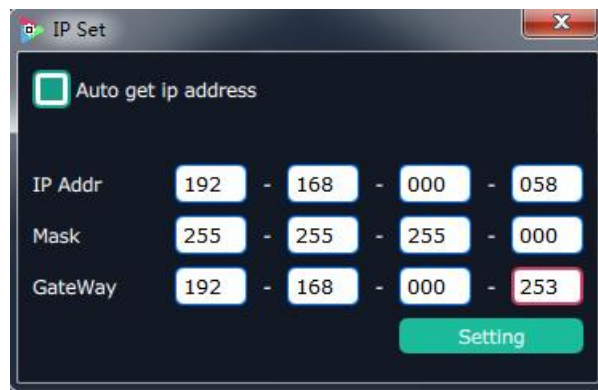 IP Set
Auto get ip address
IP Addr 192 - 168 - 000 - 058
Mask 255 - 255 - 255 - 000
GateWay 192 - 168 - 000 - 253
Setting